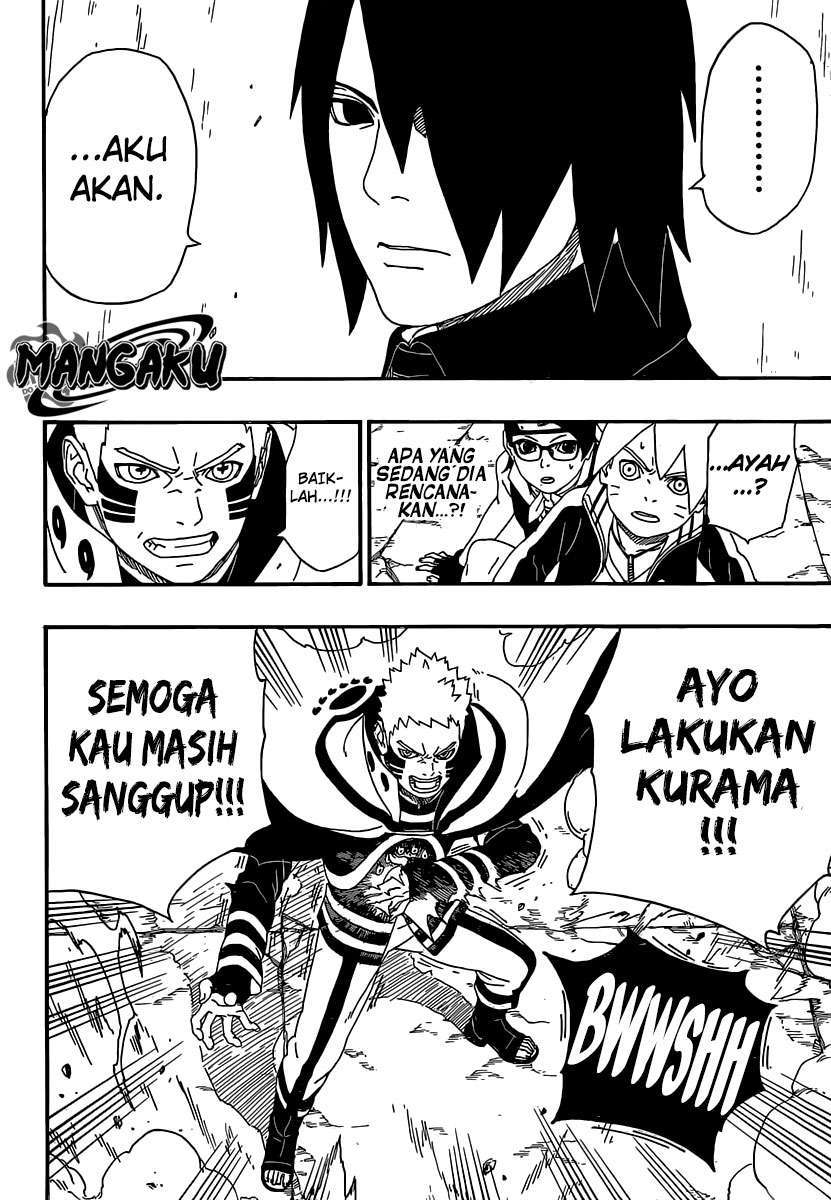 ..........
...AKU
AKAN.
MANGAKU
...AYAH
...?
APA YANG
SEDANG DIA
RENCANA-
KAN...?!
BAIK-
LAH...!!!
AYO
LAKUKAN
KURAMA
!!!
SEMOGA
KAU MASIH
SANGGUP!!!
BWWSHH